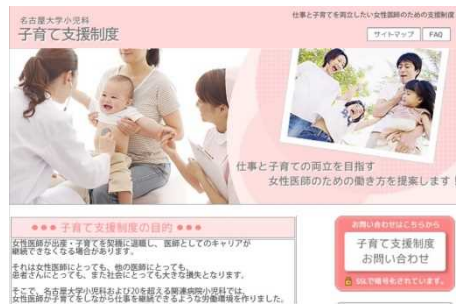 名古屋大学小児科
子育て支援制度
仕事と子育てを両立したい女性医師のための支援制度
サイトマップ FAQ
仕事と子育ての両立を目指す
女性医師のための働き方を提案します！
●●● 子育て支援制度の目的 ●●●
女性医師が出産・子育てを契機に退職し、医師としてのキャリアが
継続できなくなる場合があります。
それは女性医師にとっても、他の医師にとっても、
患者さんにとっても、また社会にとっても大きな損失となります。
そこで、名古屋大学小児科および20を超える関連病院小児科では、
女性医師が子育てをしながら仕事を継続できるような労働環境を作りました。
お問い合わせはこちらから
子育て支援制度
お問い合わせ
SSLで暗号化されています。